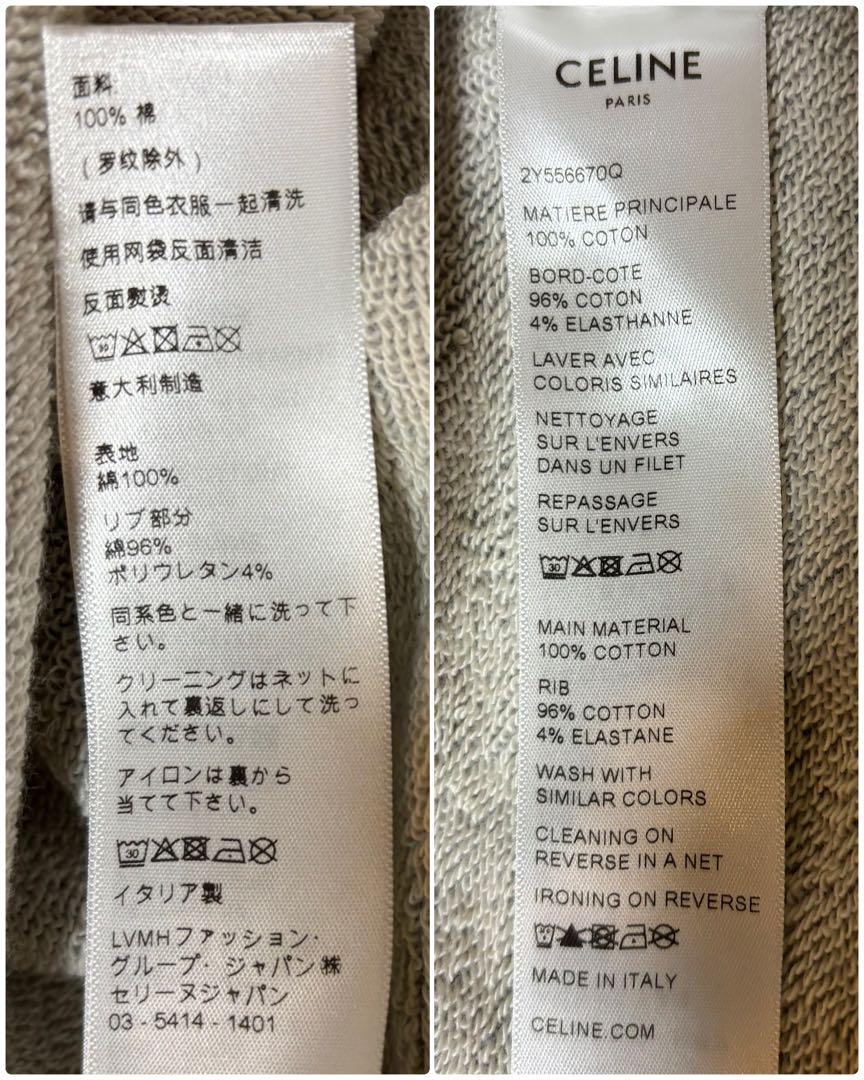 面料:
100% 棉
（罗纹除外）
请与同色衣服一起清洗
使用网袋反面清洁
反面熨烫
30
意大利制造
表地
綿100%
リブ部分
綿96%
ポリウレタン4%
同系色と一緒に洗って下
さい。
クリーニングはネットに
入れて裏返しにして洗っ
てください。
アイロンは裏から
当てて下さい。
30
イタリア製
LVMHファッション・
グループ・ジャパン㈱
セリーヌジャパン
03 - 5414 - 1401
CELINE
PARIS
2Y556670Q
MATIERE PRINCIPALE
100% COTON
BORD-COTE
96% COTON
4% ELASTHANNE
LAVER AVEC
COLORIS SIMILAIRES
NETTOYAGE
SUR L'ENVERS
DANS UN FILET
REPASSAGE
SUR L'ENVERS
30
MAIN MATERIAL
100% COTTON
RIB
96% COTTON
4% ELASTANE
WASH WITH
SIMILAR COLORS
CLEANING ON
REVERSE IN A NET
IRONING ON REVERSE
MADE IN ITALY
CELINE.COM